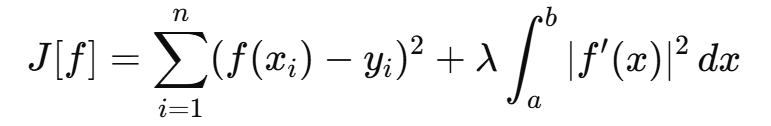 J[f] = \sum_{i=1}^{n} (f(x_i) - y_i)^2 + \lambda \int_a^b |f'(x)|^2 \, dx